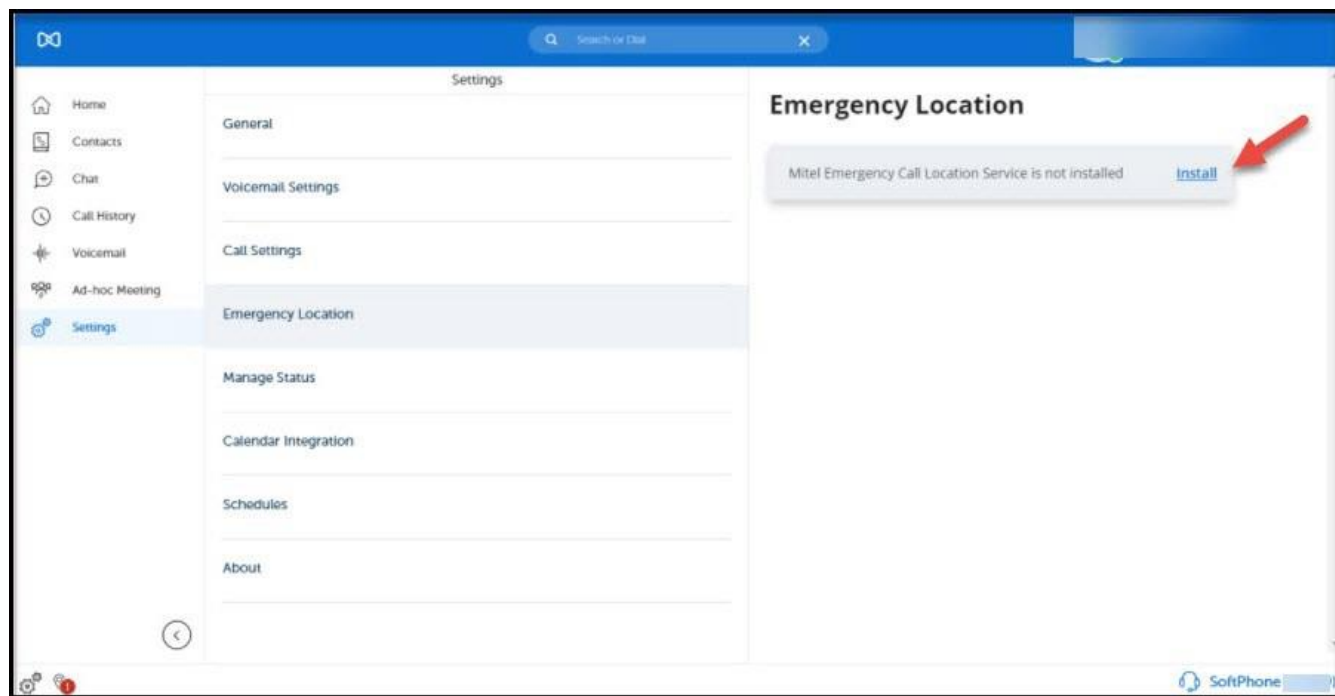 Search or Dial
Home
Contacts
Chat
Call History
Voicemail
Ad-hoc Meeting
Settings
Settings
General
Voicemail Settings
Call Settings
Emergency Location
Manage Status
Calendar Integration
Schedules
About
Emergency Location
Mitel Emergency Call Location Service is not installed Install
1
SoftPhone